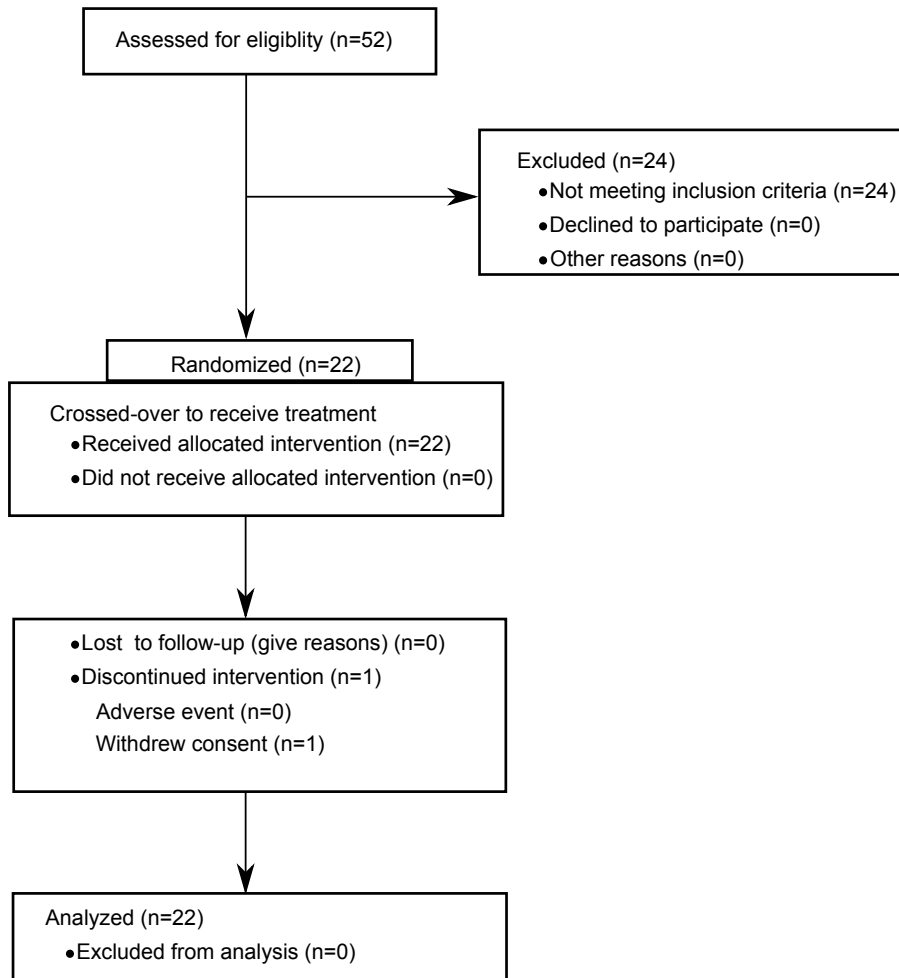 Assessed for eligiblity (n=52)
Excluded (n=24)
•Not meeting inclusion criteria (n=24)
•Declined to participate (n=0)
•Other reasons (n=0)
Randomized (n=22)
Crossed-over to receive treatment
•Received allocated intervention (n=22)
•Did not receive allocated intervention (n=0)
•Lost to follow-up (give reasons) (n=0)
•Discontinued intervention (n=1)
Adverse event (n=0)
Withdrew consent (n=1)
Analyzed (n=22)
•Excluded from analysis (n=0)